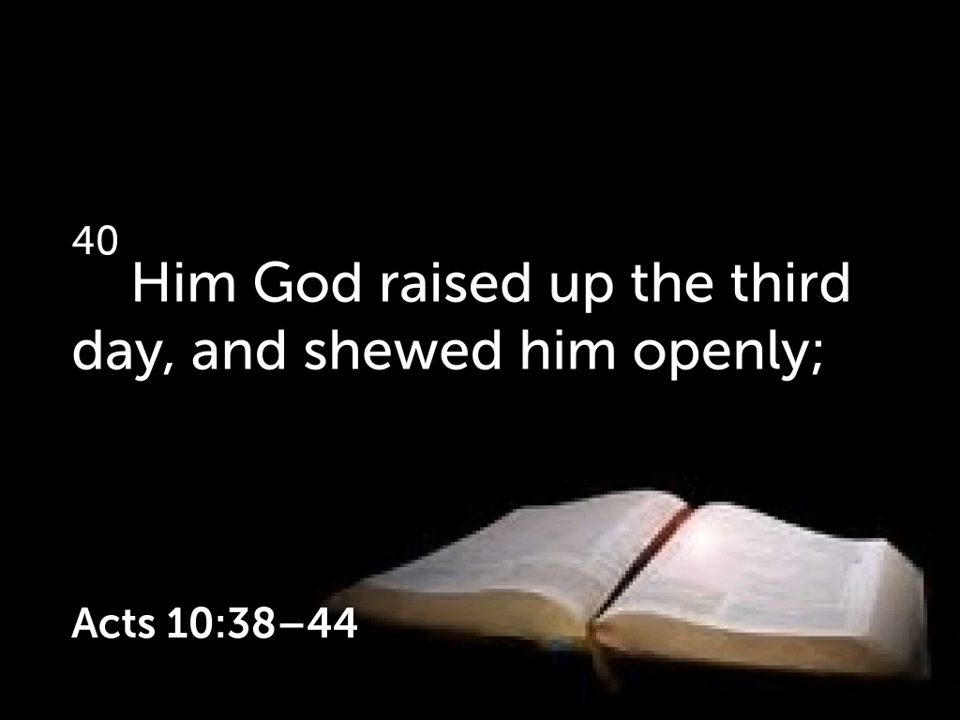 40
Him God raised up the third
day, and shewed him openly;
Acts 10:38–44